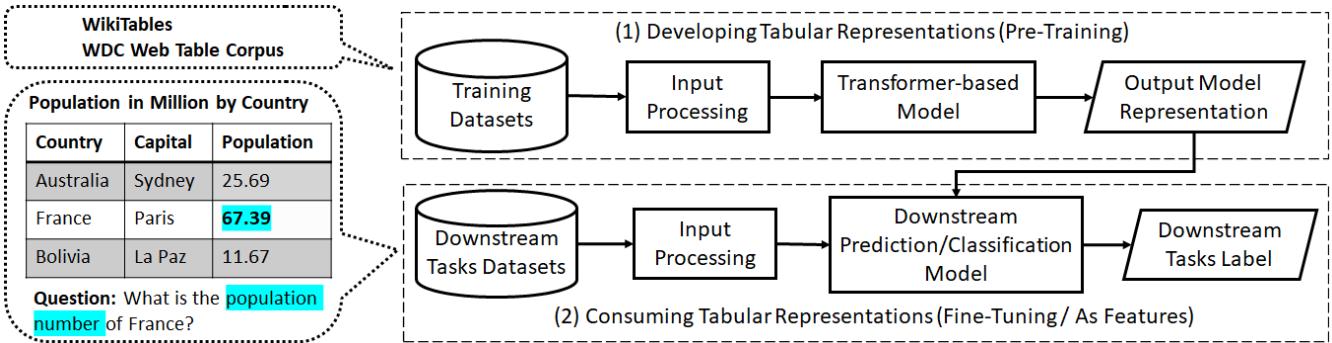 WikiTables
WDC Web Table Corpus
Population in Million by Country
Country Capital Population
Australia Sydney 25.69
France Paris 67.39
Bolivia La Paz 11.67
Question: What is the population
number of France?
(1) Developing Tabular Representations (Pre-Training)
Training
Datasets
Input
Processing
Transformer-based
Model
Output Model
Representation
Downstream
Tasks Datasets
Input
Processing
Downstream
Prediction/Classification
Model
Downstream
Tasks Label
(2) Consuming Tabular Representations (Fine-Tuning/ As Features)